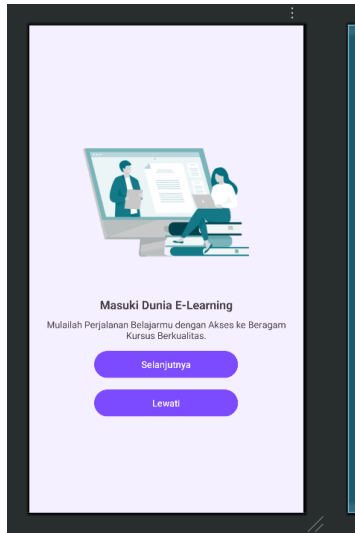 Masuki Dunia E-Learning
Mulailah Perjalanan Belajarmu dengan Akses ke Beragam
Kursus Berkualitas.
Selanjutnya
Lewati